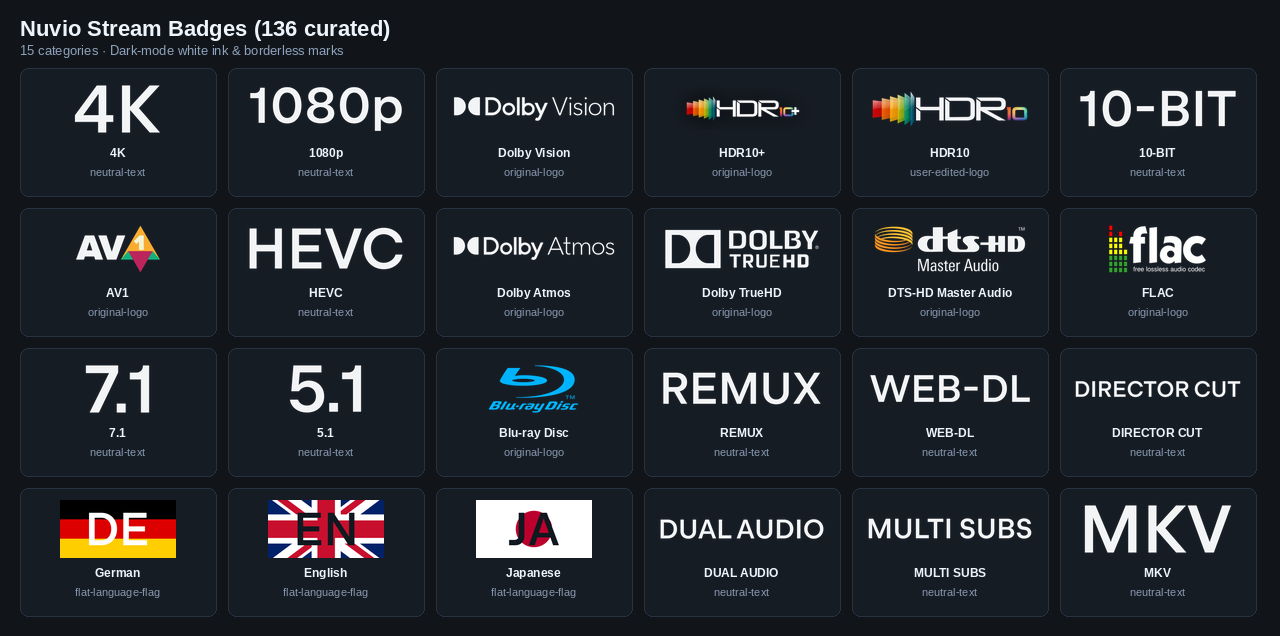 Nuvio Stream Badges (136 curated)
15 categories · Dark-mode white ink & borderless marks
4K
4K
neutral-text
1080p
1080p
neutral-text
Dolby Vision
Dolby Vision
original-logo
HDR10+
HDR10+
original-logo
HDR10
HDR10
user-edited-logo
10-BIT
10-BIT
neutral-text
AV1
AV1
original-logo
HEVC
HEVC
neutral-text
Dolby Atmos
Dolby Atmos
original-logo
DOLBY
TRUEHD®
Dolby TrueHD
original-logo
dts-HD™
Master Audio
DTS-HD Master Audio
original-logo
flac
free lossless audio codec
FLAC
original-logo
7.1
7.1
neutral-text
5.1
5.1
neutral-text
Blu-ray Disc™
Blu-ray Disc
original-logo
REMUX
REMUX
neutral-text
WEB-DL
WEB-DL
neutral-text
DIRECTOR CUT
DIRECTOR CUT
neutral-text
DE
German
flat-language-flag
EN
English
flat-language-flag
JA
Japanese
flat-language-flag
DUAL AUDIO
DUAL AUDIO
neutral-text
MULTI SUBS
MULTI SUBS
neutral-text
MKV
MKV
neutral-text